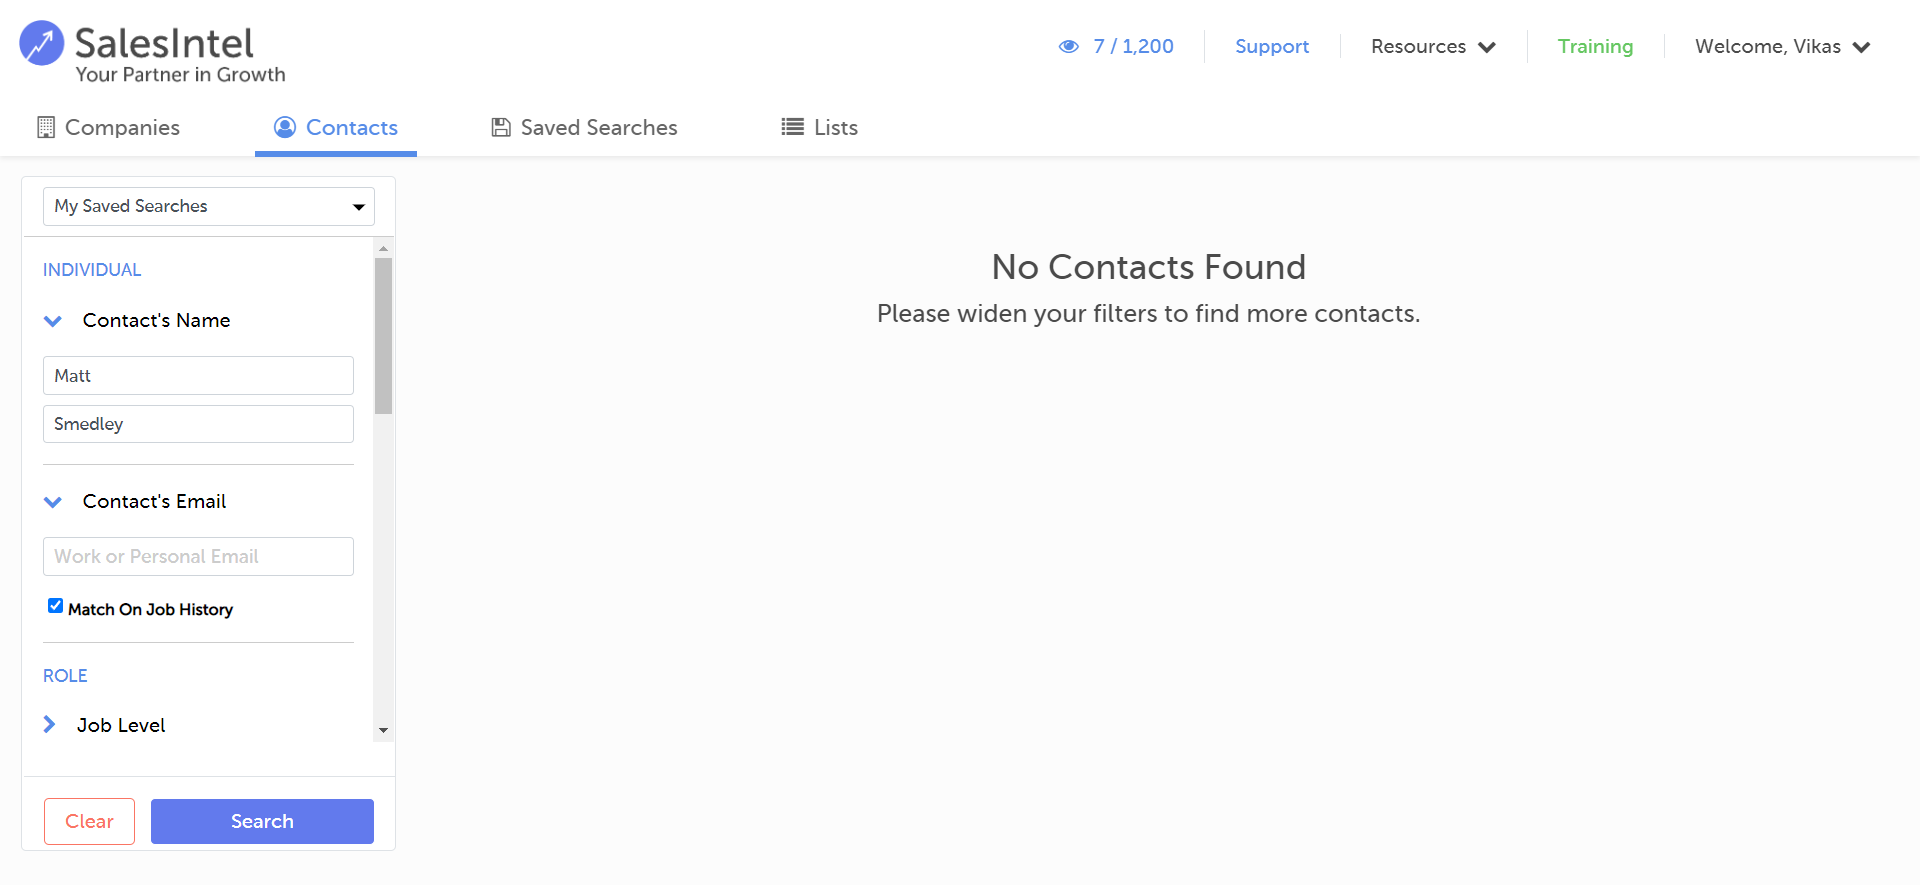 SalesIntel
Your Partner in Growth
7 / 1,200
Support
Resources
Training
Welcome, Vikas
Companies
Contacts
Saved Searches
Lists
My Saved Searches
INDIVIDUAL
Contact's Name
Matt
Smedley
Contact's Email
Work or Personal Email
Match On Job History
ROLE
Job Level
Clear
Search
No Contacts Found
Please widen your filters to find more contacts.